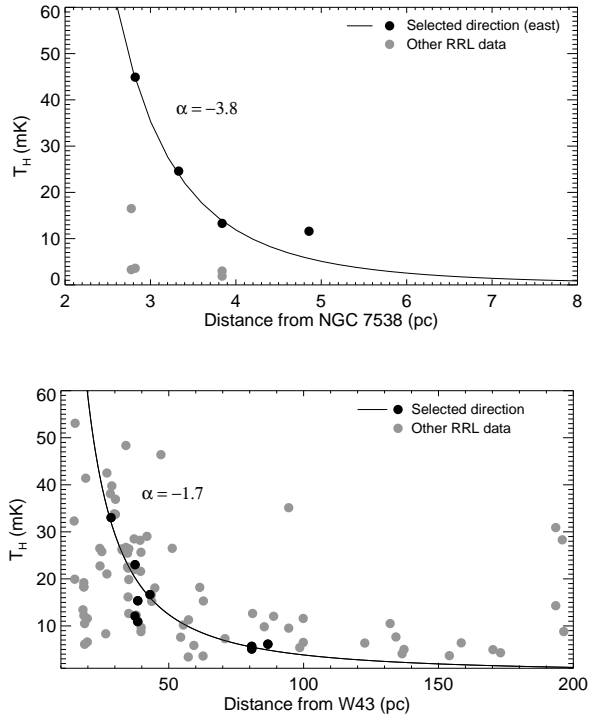 60
50
40
30
20
10
0
T_H (mK)
Selected direction (east)
Other RRL data
α = −3.8
2 3 4 5 6 7 8
Distance from NGC 7538 (pc)
60
50
40
30
20
10
T_H (mK)
Selected direction
Other RRL data
α = −1.7
50 100 150 200
Distance from W43 (pc)